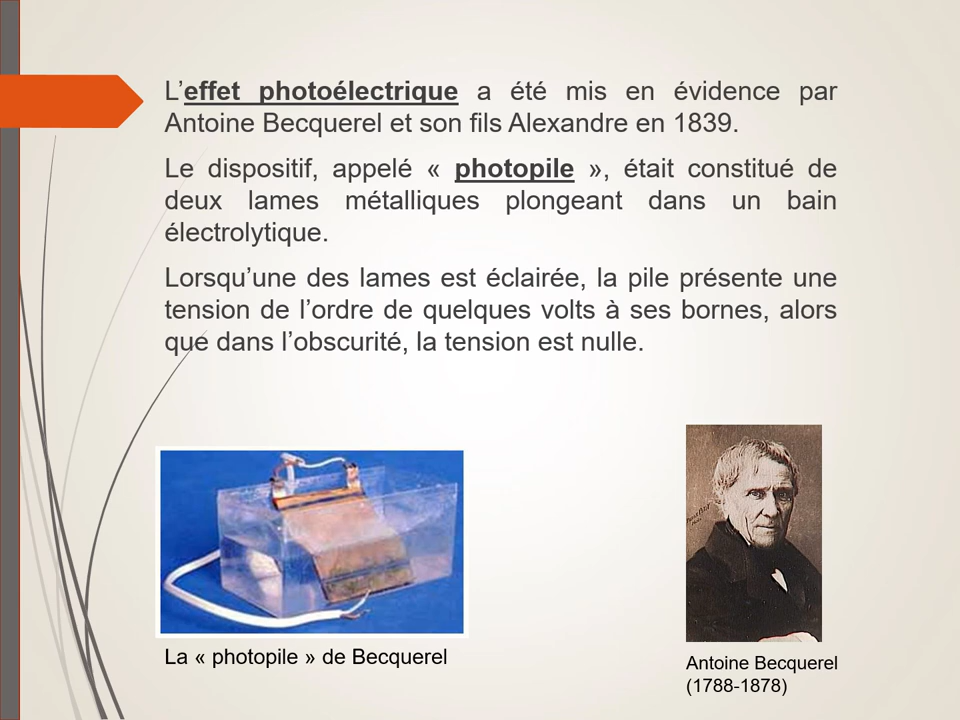 L’effet photoélectrique a été mis en évidence par
Antoine Becquerel et son fils Alexandre en 1839.
Le dispositif, appelé « photopile », était constitué de
deux lames métalliques plongeant dans un bain
électrolytique.
Lorsqu’une des lames est éclairée, la pile présente une
tension de l’ordre de quelques volts à ses bornes, alors
que dans l’obscurité, la tension est nulle.
La « photopile » de Becquerel
Antoine Becquerel
(1788-1878)